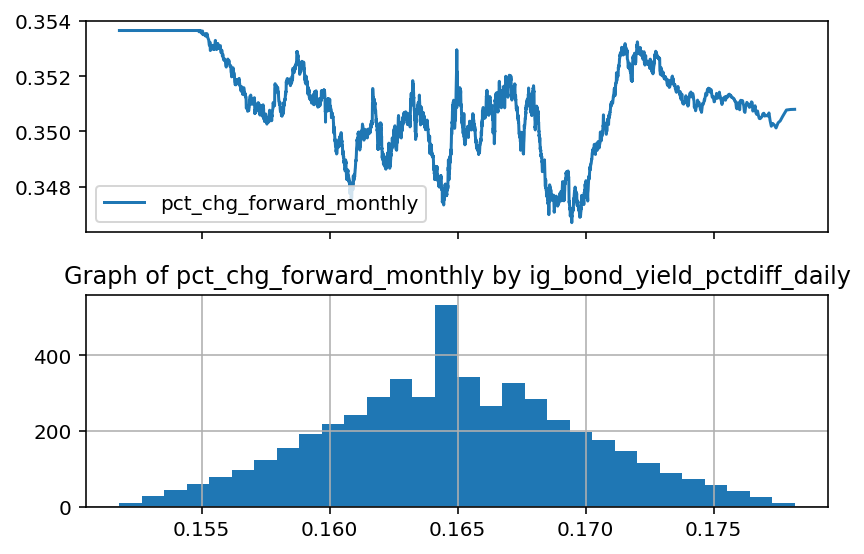 0.354
0.352
0.350
0.348
pct_chg_forward_monthly
Graph of pct_chg_forward_monthly by ig_bond_yield_pctdiff_daily
400
200
0
0.155 0.160 0.165 0.170 0.175